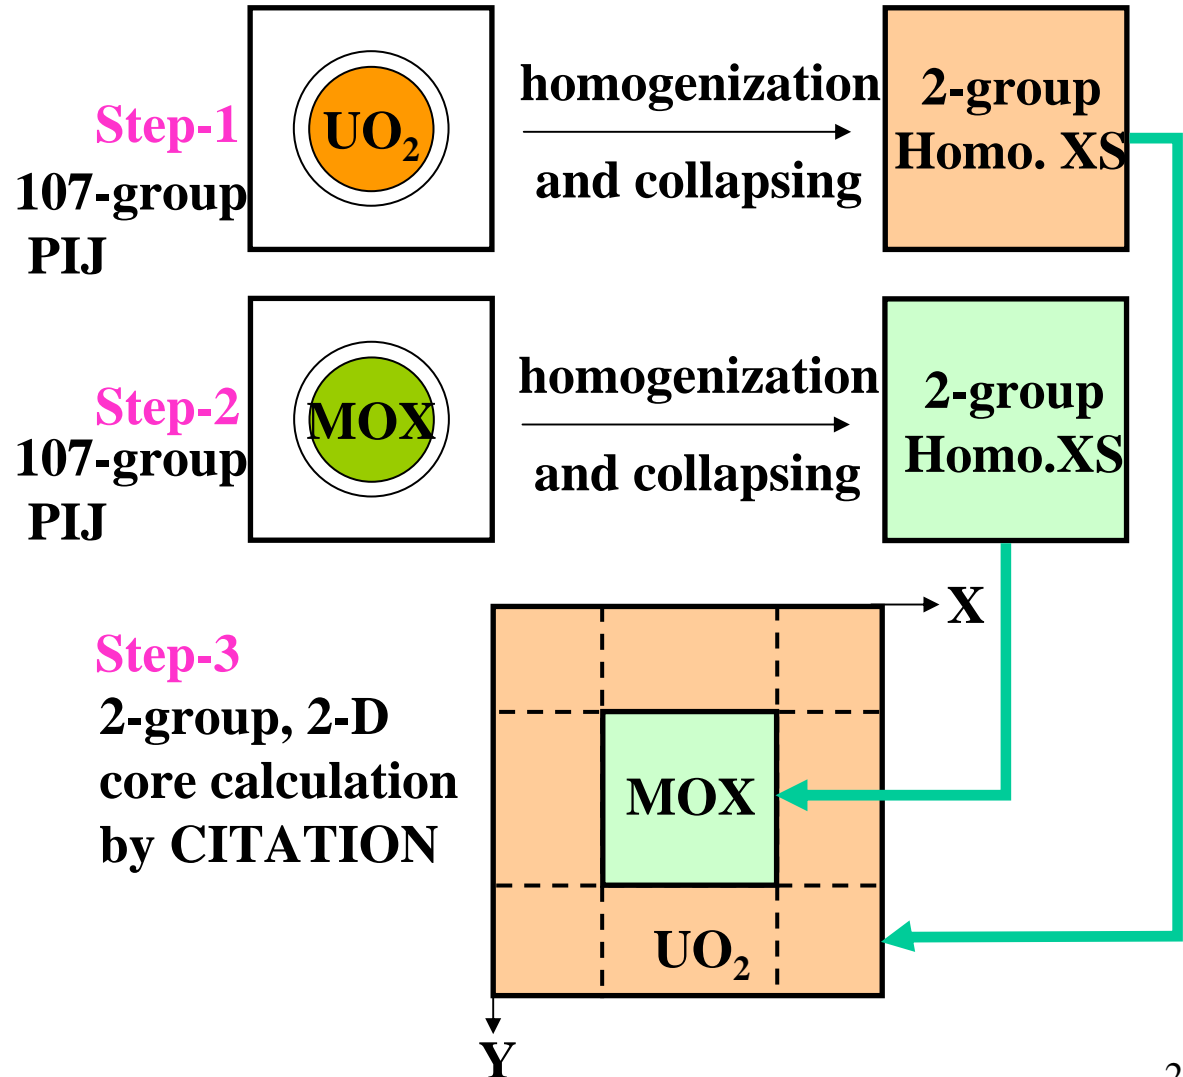 Step-1
107-group
PIJ
UO₂
homogenization
and collapsing
2-group
Homo. XS
Step-2
107-group
PIJ
MOX
homogenization
and collapsing
2-group
Homo.XS
X
Step-3
2-group, 2-D
core calculation
by CITATION
MOX
UO₂
Y
2